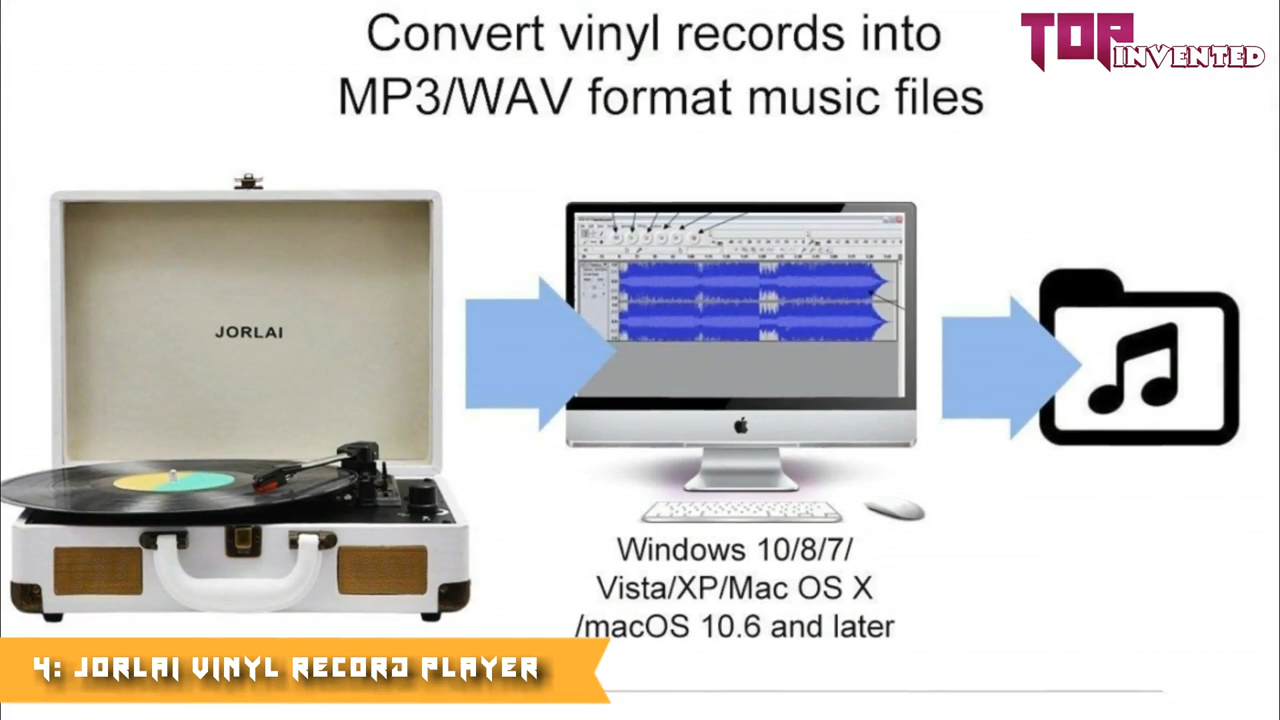 Convert vinyl records into
MP3/WAV format music files
TOP
INVENTED
JORLAI
Windows 10/8/7/
Vista/XP/Mac OS X
/macOS 10.6 and later
4: JORLAI VINYL RECORD PLAYER